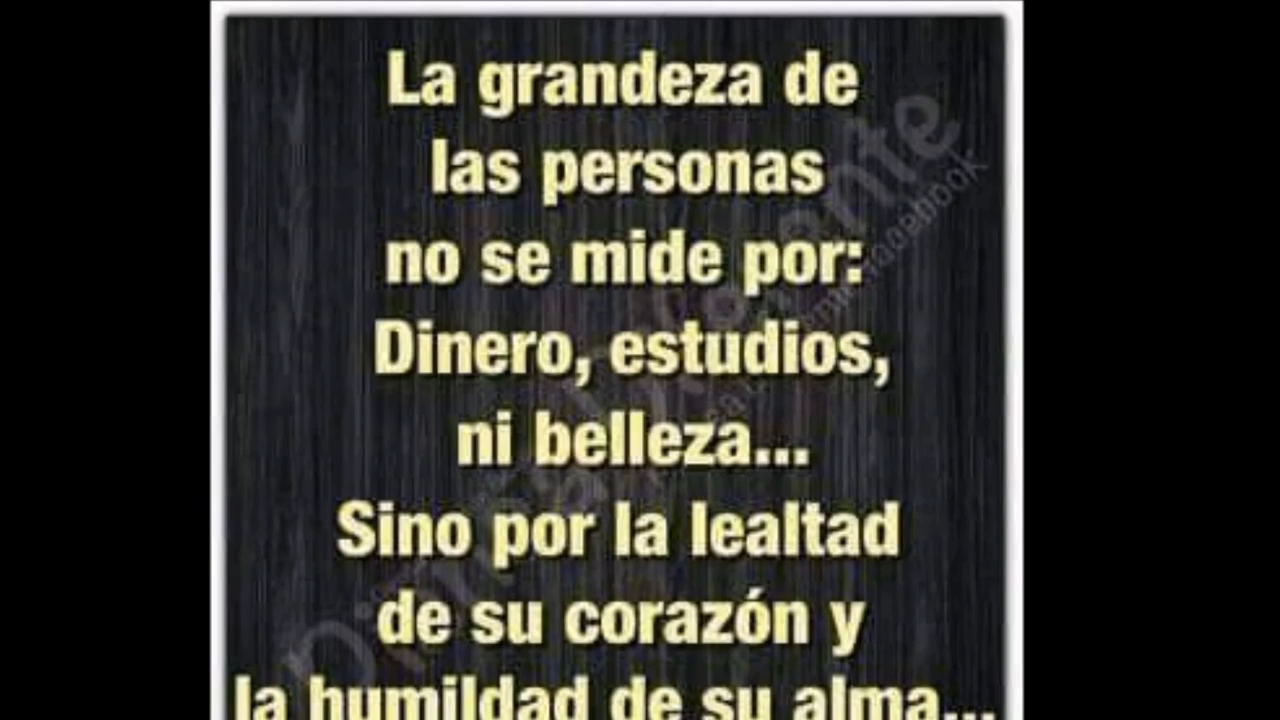 La grandeza de
las personas
no se mide por:
Dinero, estudios,
ni belleza...
Sino por la lealtad
de su corazón y
la humildad de su alma...